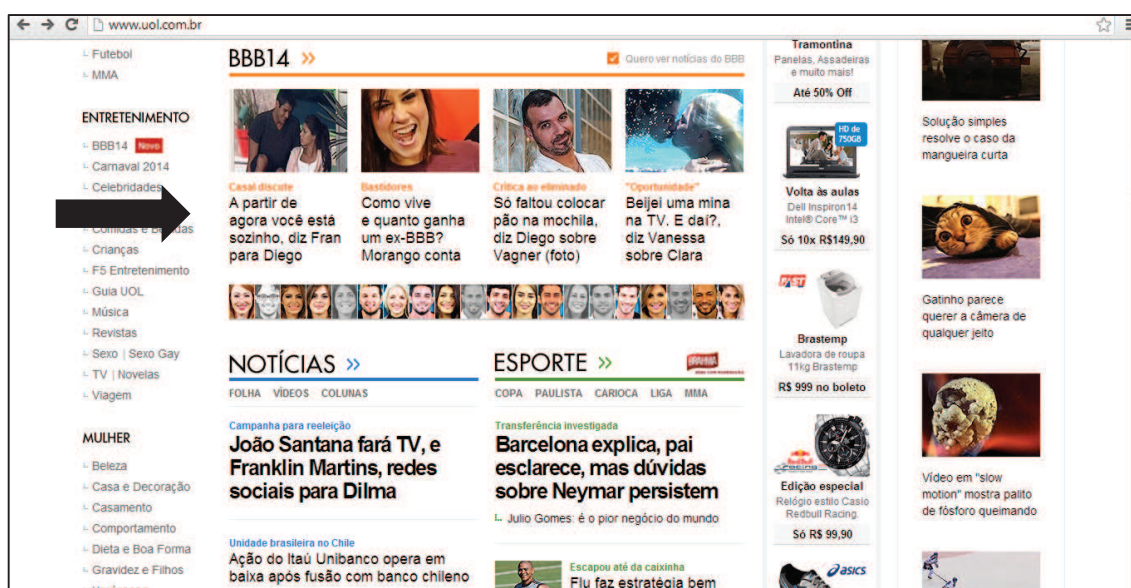 www.uol.com.br
Futebol
MMA
ENTRETENIMENTO
BBB14 Novo
Carnaval 2014
Celebridades
Comidas e Bebidas
Crianças
F5 Entretenimento
Guia UOL
Música
Revistas
Sexo | Sexo Gay
TV | Novelas
Viagem
MULHER
Beleza
Casa e Decoração
Casamento
Comportamento
Dieta e Boa Forma
Gravidez e Filhos
BBB14 »
Quero ver notícias do BBB
Casal discute
A partir de
agora você está
sozinho, diz Fran
para Diego
Bastidores
Como vive
e quanto ganha
um ex-BBB?
Morango conta
Crítica ao eliminado
Só faltou colocar
pão na mochila,
diz Diego sobre
Vagner (foto)
"Oportunidade"
Beijei uma mina
na TV. E daí?,
diz Vanessa
sobre Clara
NOTÍCIAS »
FOLHA VÍDEOS COLUNAS
Campanha para reeleição
João Santana fará TV, e
Franklin Martins, redes
sociais para Dilma
Unidade brasileira no Chile
Ação do Itaú Unibanco opera em
baixa após fusão com banco chileno
ESPORTE »
BRAHMA
COPA PAULISTA CARIOCA LIGA MMA
Transferência investigada
Barcelona explica, pai
esclarece, mas dúvidas
sobre Neymar persistem
Julio Gomes: é o pior negócio do mundo
Escapou até da caixinha
Flu faz estratégia bem
Tramontina
Panelas, Assadeiras
e muito mais!
Até 50% Off
HD de
750GB
Volta às aulas
Dell Inspiron14
Intel® Core™ i3
Só 10x R$149,90
FAST
Brastemp
Lavadora de roupa
11kg Brastemp
R$ 999 no boleto
Edição especial
Relógio estilo Casio
Redbull Racing.
Só R$ 99,90
asics
Solução simples
resolve o caso da
mangueira curta
Gatinho parece
querer a câmera de
qualquer jeito
Vídeo em "slow
motion" mostra palito
de fósforo queimando